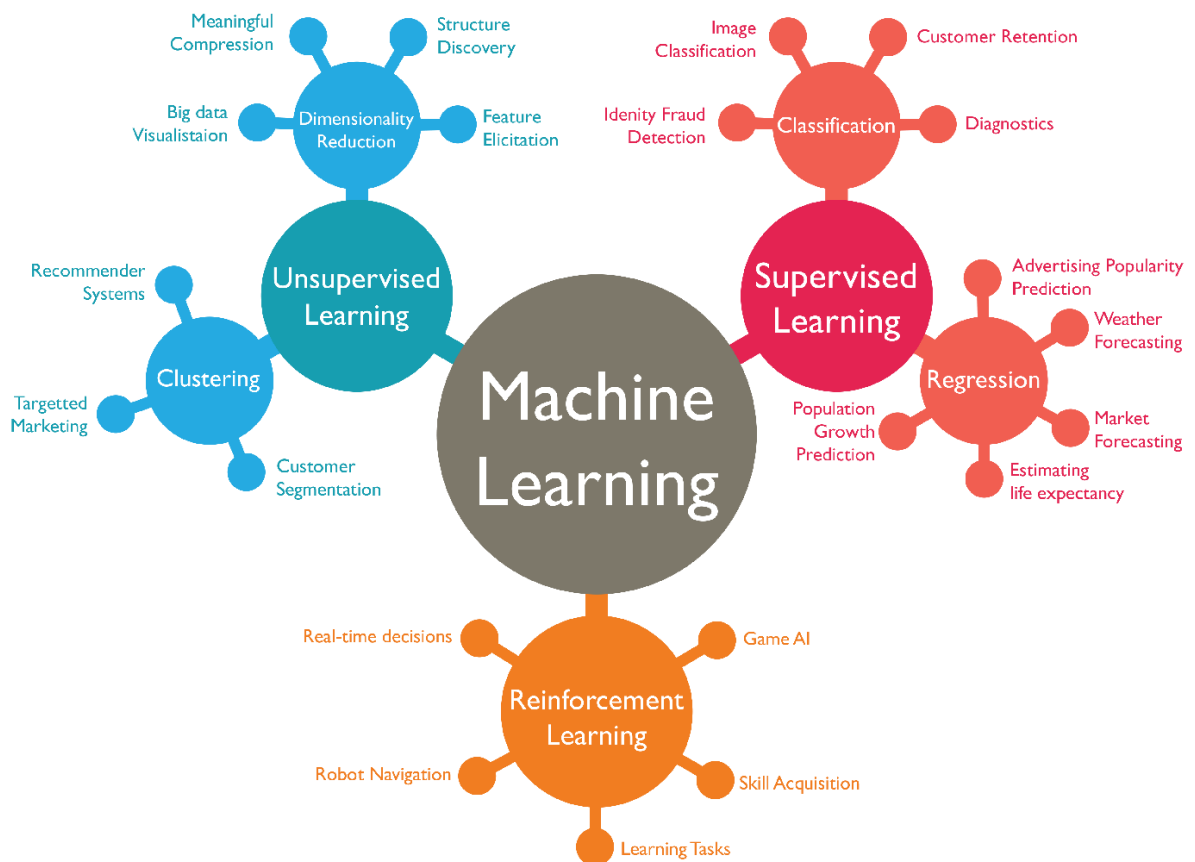 Meaningful
Compression
Structure
Discovery
Big data
Visualistaion
Dimensionality
Reduction
Feature
Elicitation
Image
Classification
Customer Retention
Idenity Fraud
Detection
Classification
Diagnostics
Recommender
Systems
Unsupervised
Learning
Clustering
Targetted
Marketing
Customer
Segmentation
Machine
Learning
Supervised
Learning
Advertising Popularity
Prediction
Weather
Forecasting
Regression
Population
Growth
Prediction
Market
Forecasting
Estimating
life expectancy
Real-time decisions
Game AI
Reinforcement
Learning
Robot Navigation
Skill Acquisition
Learning Tasks